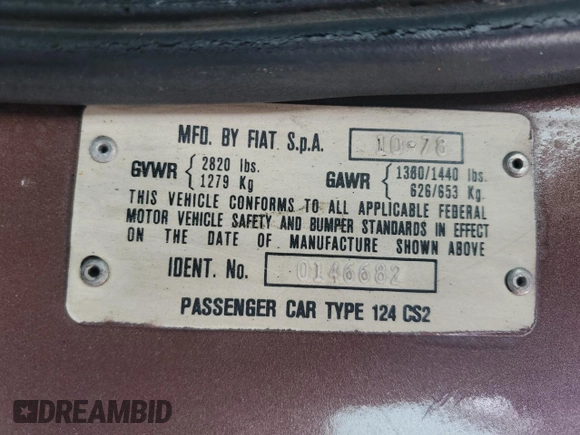 MFD. BY FIAT S.p.A. 10-78
GVWR { 2820 lbs. 1279 Kg
GAWR { 1380/1440 lbs. 626/653 Kg.
THIS VEHICLE CONFORMS TO ALL APPLICABLE FEDERAL
MOTOR VEHICLE SAFETY AND BUMPER STANDARDS IN EFFECT
ON THE DATE OF MANUFACTURE SHOWN ABOVE
IDENT. No. 0146682
PASSENGER CAR TYPE 124 CS2
DREAMBID